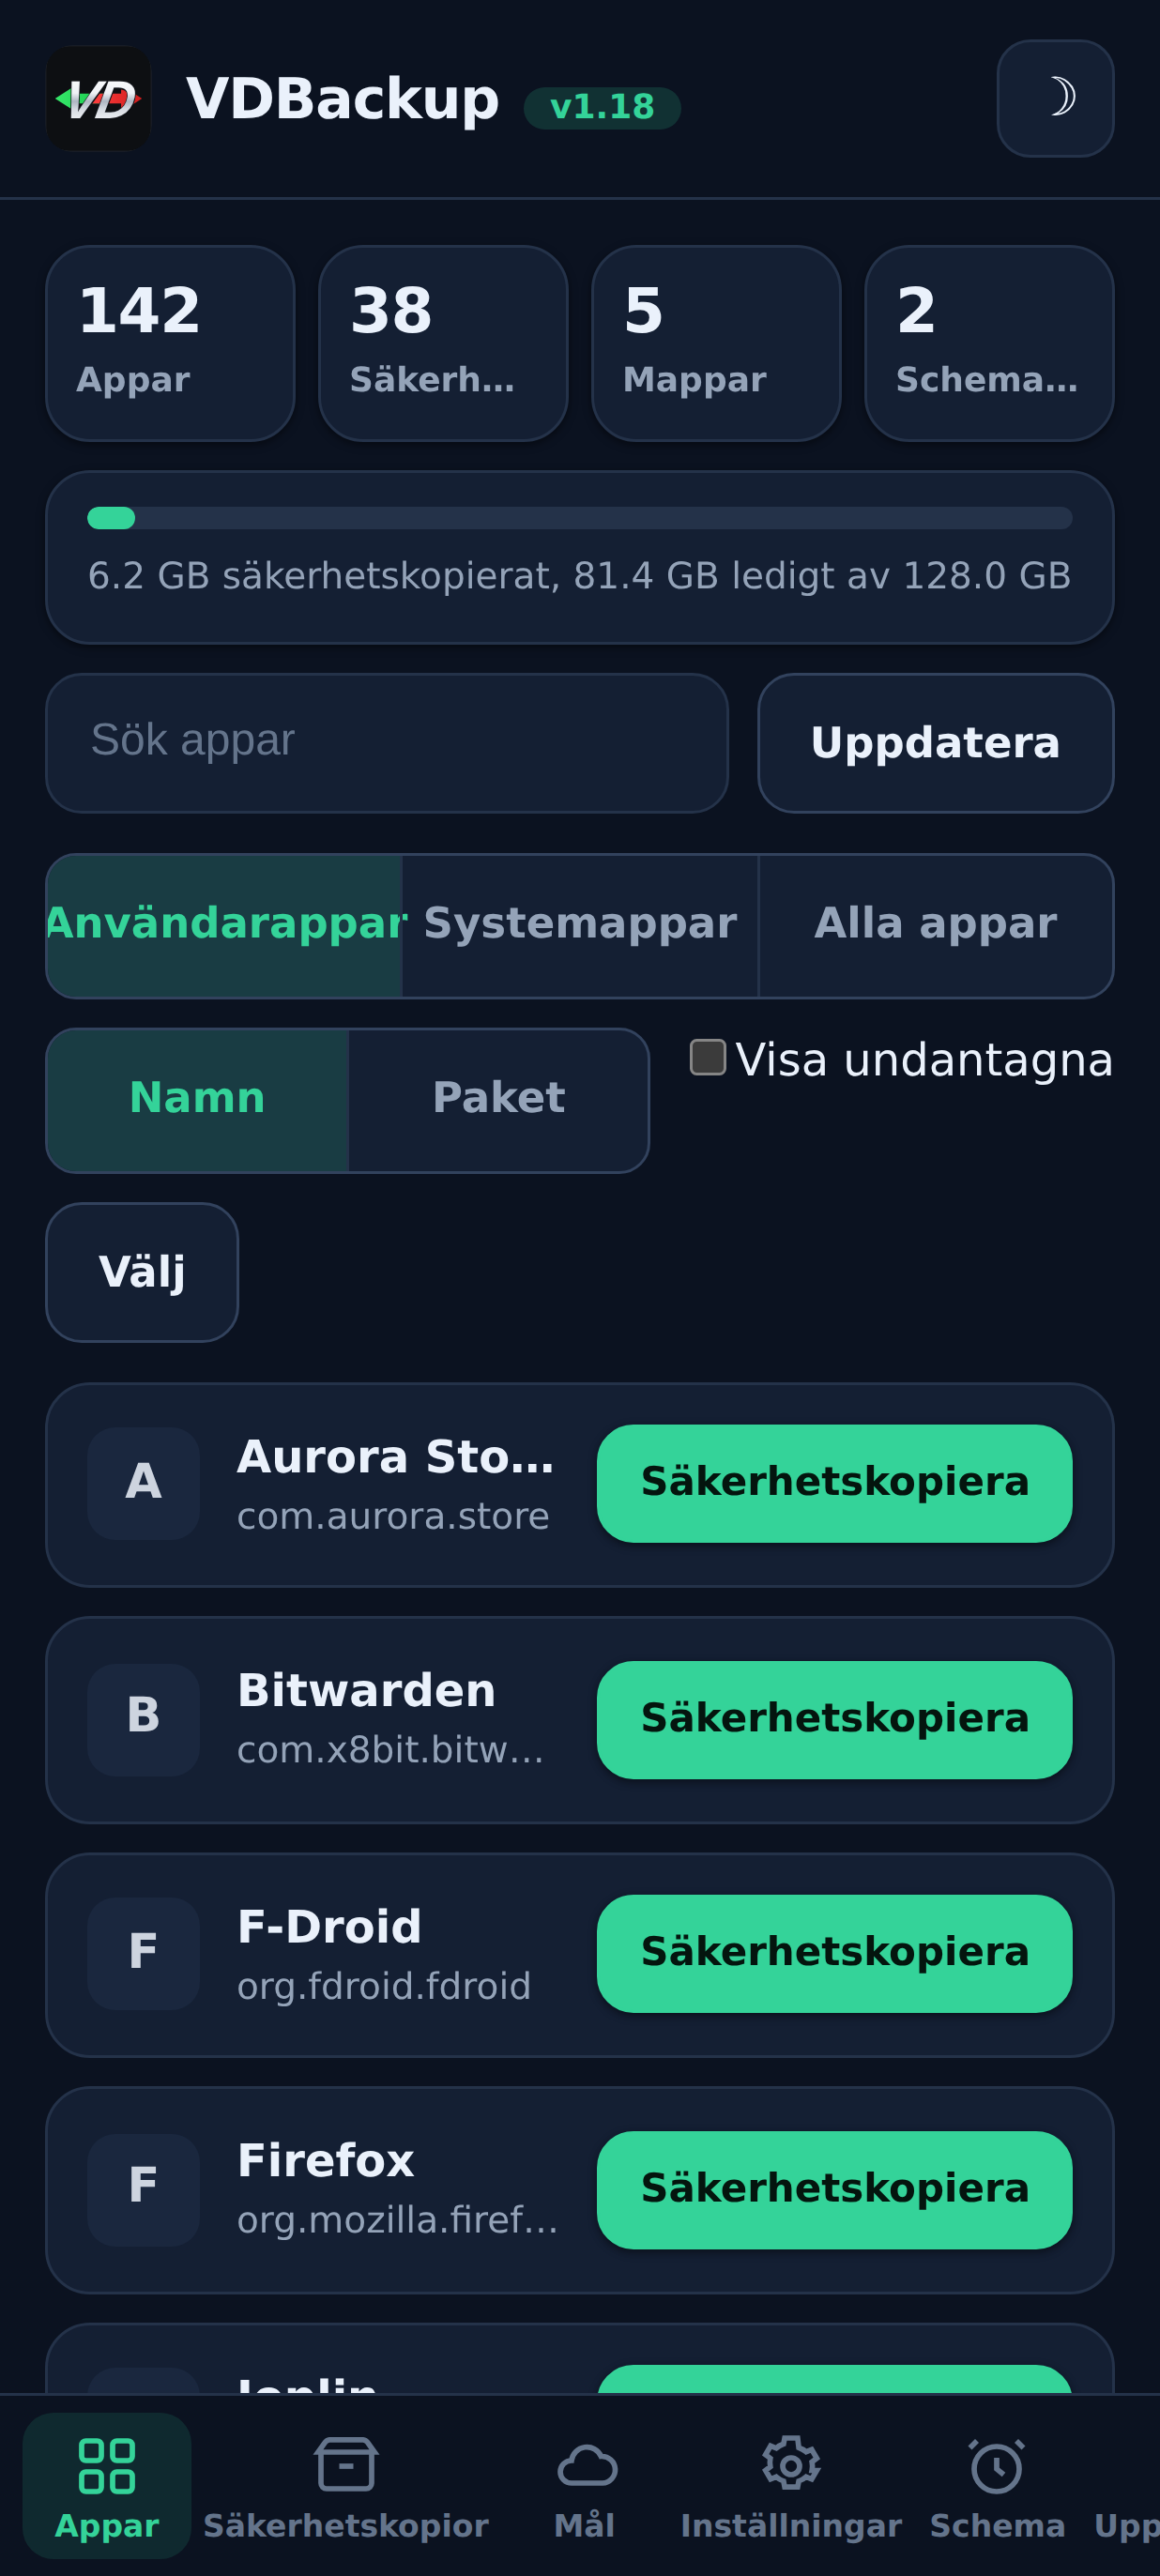 VD
VDBackup v1.18
142
Appar
38
Säkerh…
5
Mappar
2
Schema…
6.2 GB säkerhetskopierat, 81.4 GB ledigt av 128.0 GB
Sök appar
Uppdatera
Användarappar
Systemappar
Alla appar
Namn
Paket
Visa undantagna
Välj
A
Aurora Sto…
com.aurora.store
Säkerhetskopiera
B
Bitwarden
com.x8bit.bitw…
Säkerhetskopiera
F
F-Droid
org.fdroid.fdroid
Säkerhetskopiera
F
Firefox
org.mozilla.firef…
Säkerhetskopiera
Joplin
Appar
Säkerhetskopior
Mål
Inställningar
Schema
Upp